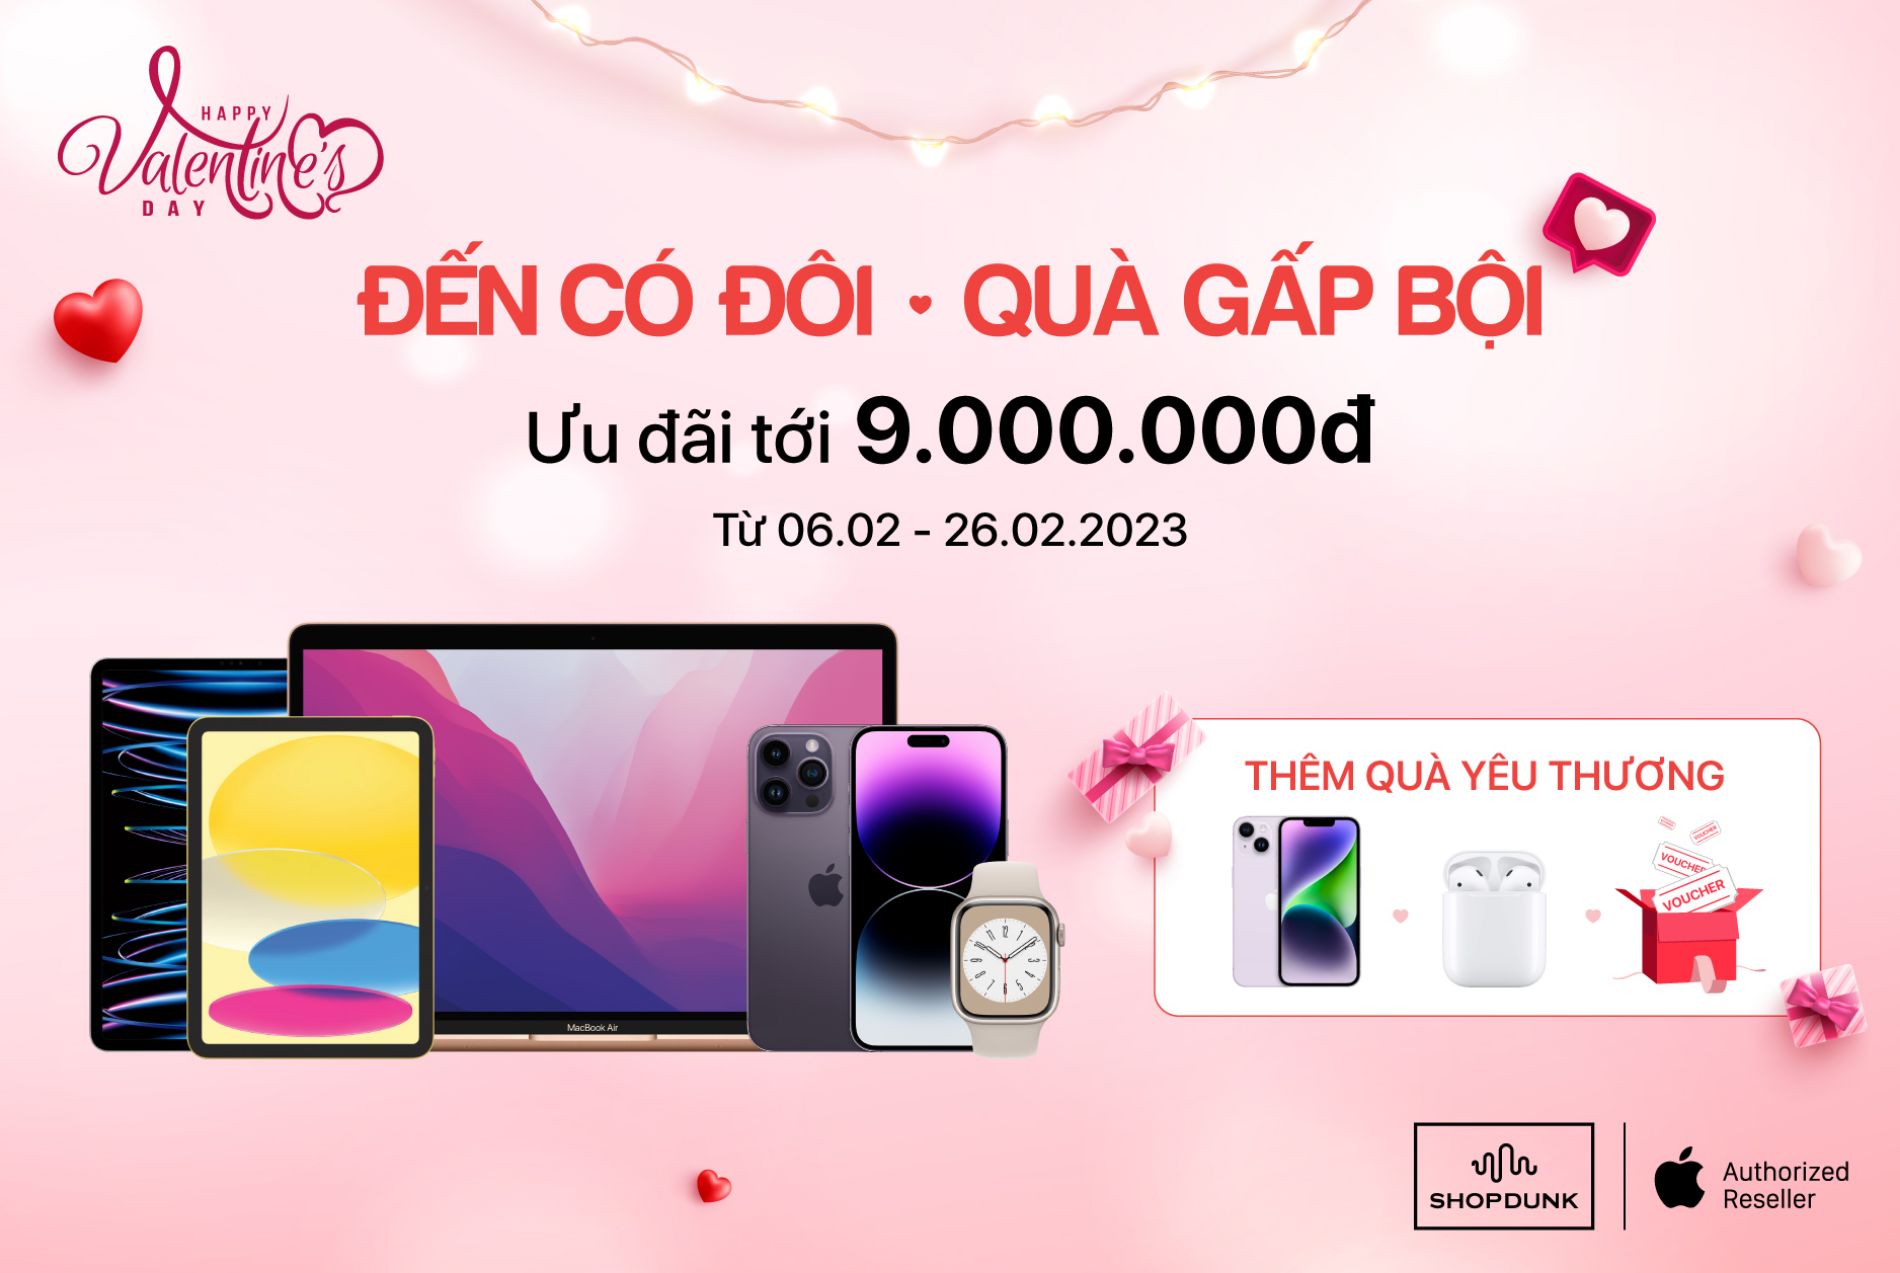 HAPPY
Valentine's
DAY
ĐẾN CÓ ĐÔI QUÀ GẤP BỘI
Ưu đãi tới 9.000.000đ
Từ 06.02 - 26.02.2023
MacBook Air
THÊM QUÀ YÊU THƯƠNG
VOUCHER
VOUCHER
VOUCHER
SHOPDUNK
Authorized
Reseller